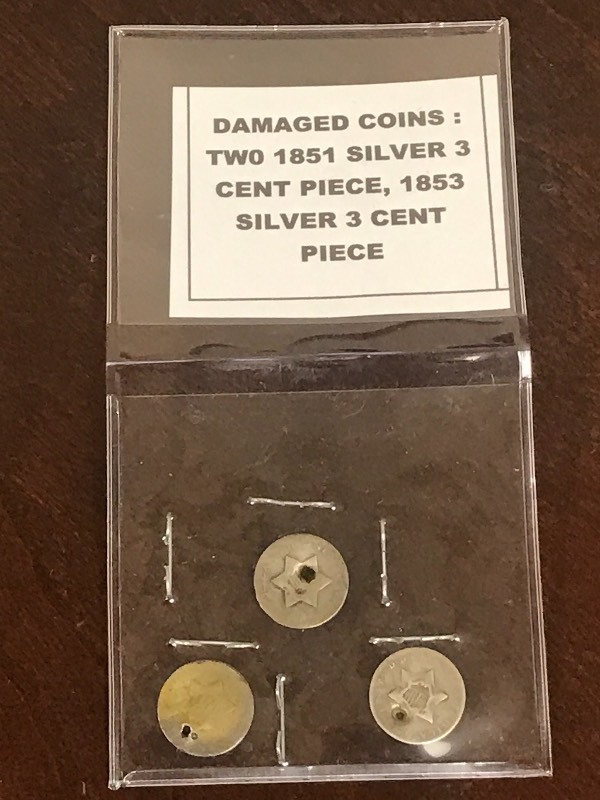 DAMAGED COINS :
TW0 1851 SILVER 3
CENT PIECE, 1853
SILVER 3 CENT
PIECE